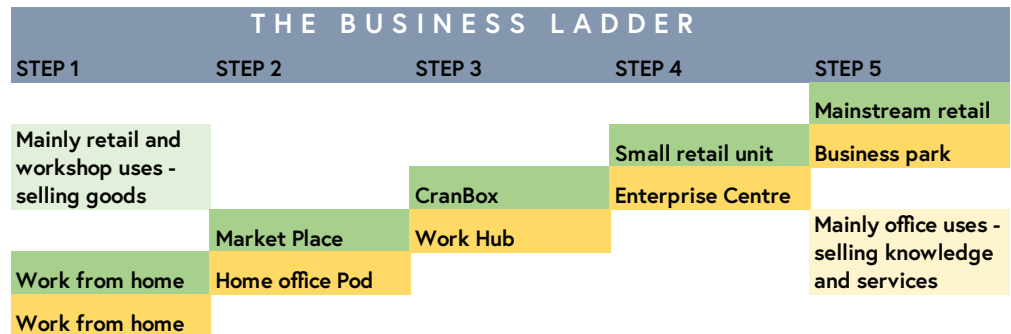 THE BUSINESS LADDER
STEP 1 STEP 2 STEP 3 STEP 4 STEP 5
Mainstream retail
Mainly retail and
workshop uses -
selling goods
Small retail unit
Business park
CranBox
Enterprise Centre
Market Place
Work Hub
Mainly office uses -
selling knowledge
and services
Work from home
Home office Pod
Work from home